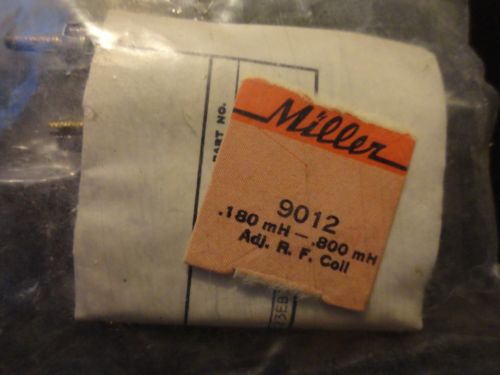 PART NO.
Miller
9012
.180 mH – .800 mH
Adj. R. F. Coil